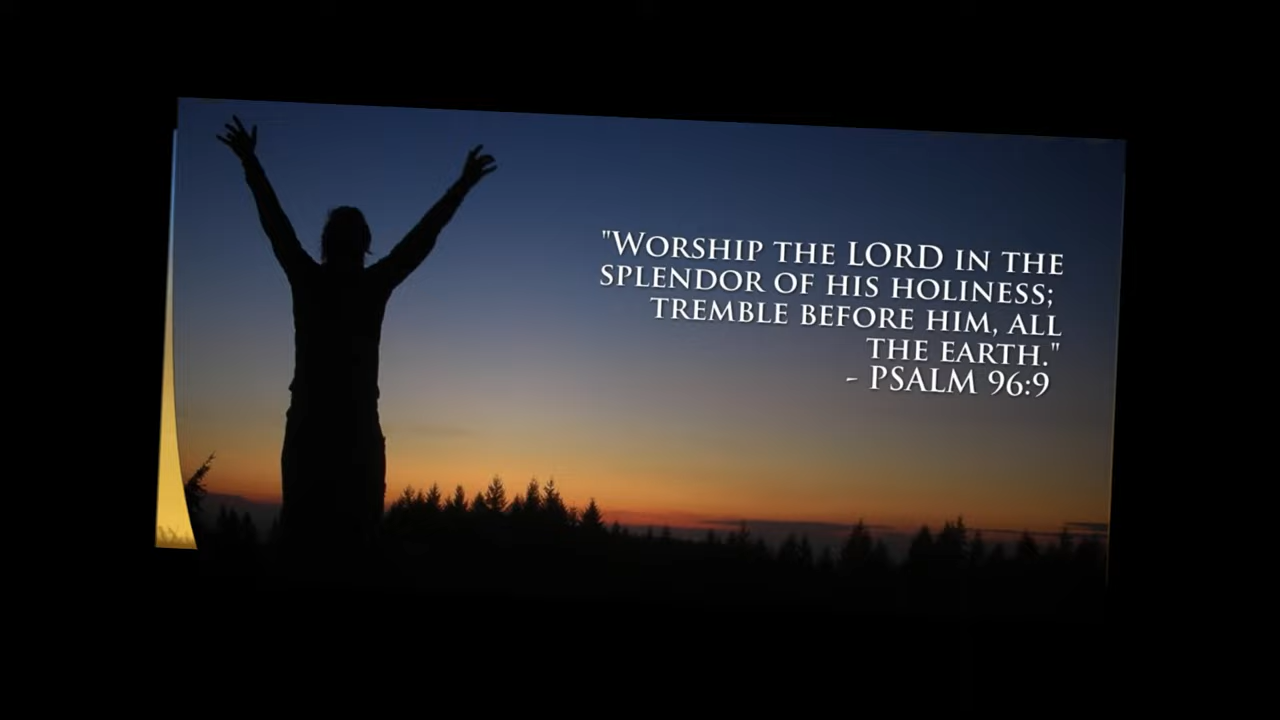 "Worship the LORD in the
splendor of his holiness;
tremble before him, all
the earth."
- Psalm 96:9